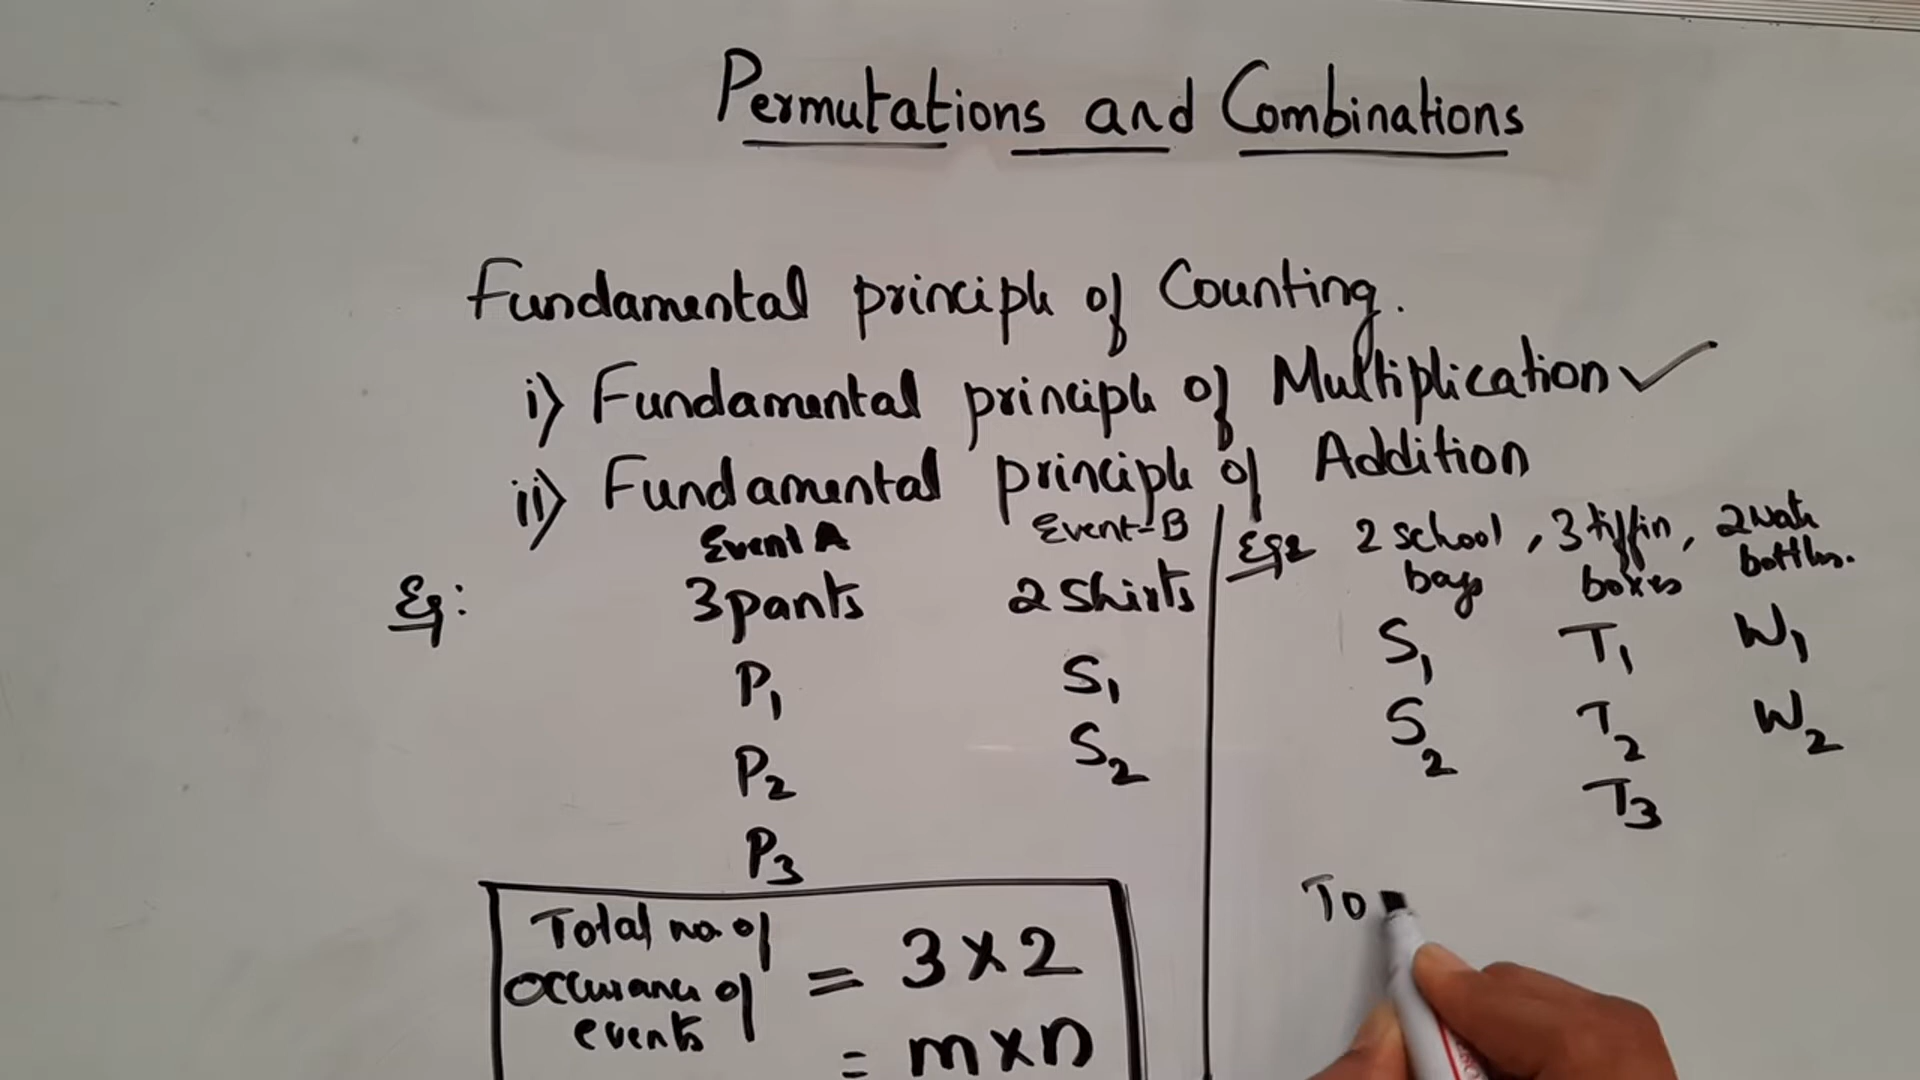 Permutations and Combinations
Fundamental principle of Counting.
i) Fundamental principle of Multiplication ✓
ii) Fundamental principle of Addition
Eg:
Event A
3 pants
P1
P2
P3
Event-B
2 Shirts
S1
S2
Total no. of
occurance of
events
= 3 × 2
= m × n
Eg2 2 school bags, 3 tiffin boxes, 2 bottles.
S1 T1 W1
S2 T2 W2
T3
To